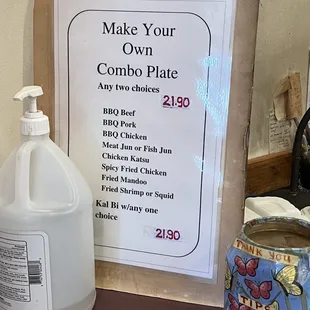 Make Your
Own
Combo Plate
Any two choices
21.90
BBQ Beef
BBQ Pork
BBQ Chicken
Meat Jun or Fish Jun
Chicken Katsu
Spicy Fried Chicken
Fried Mandoo
Fried Shrimp or Squid
Kal Bi w/any one
choice
21.90
THANK YOU
TIPS